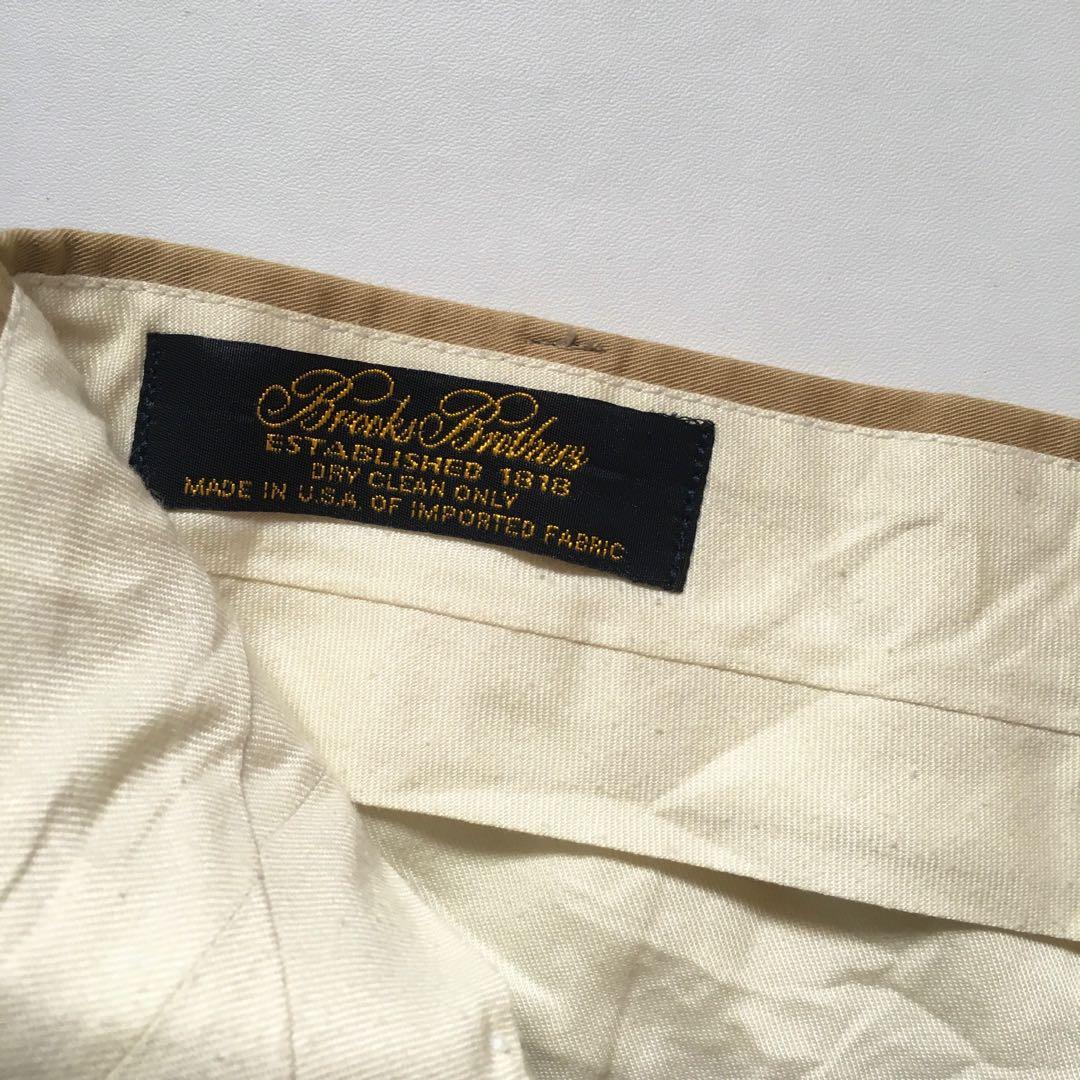 Brooks Brothers
ESTABLISHED 1818
DRY CLEAN ONLY
MADE IN U.S.A. OF IMPORTED FABRIC